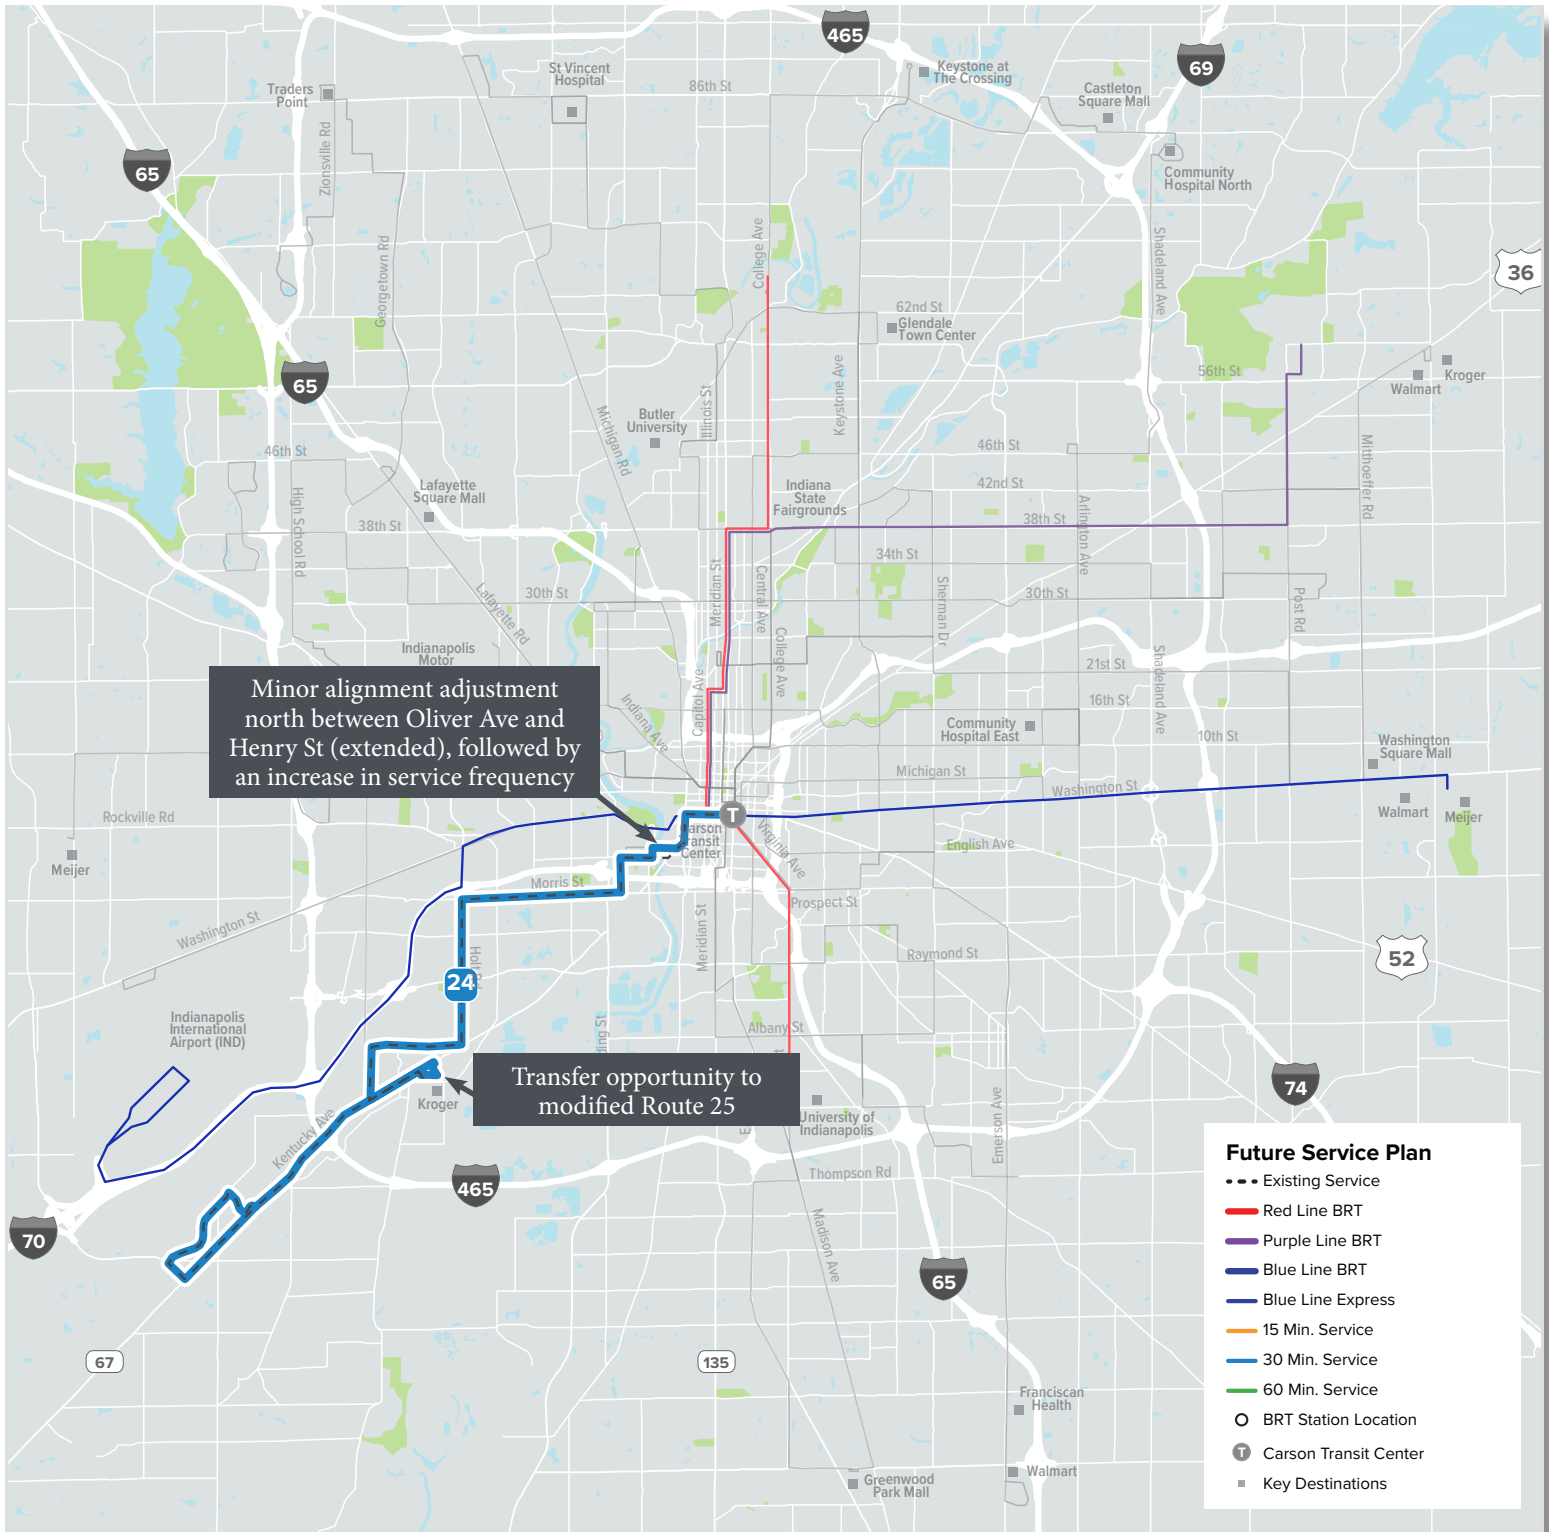 465
69
St Vincent
Hospital
Keystone at
The Crossing
86th St
Traders
Point
Castleton
Square Mall
Zionsville Rd
65
Community
Hospital North
College Ave
Shadeland Ave
Georgetown Rd
36
62nd St
Glendale
Town Center
65
56th St
Walmart
Kroger
Illinois St
Keystone Ave
Butler
University
Michigan Rd
46th St
46th St
Mitthoeffer Rd
Lafayette
Square Mall
Indiana
State
Fairgrounds
42nd St
High School Rd
38th St
38th St
Arlington Ave
34th St
Meridian St
Central Ave
Sherman Dr
30th St
30th St
Post Rd
Lafayette Rd
Indianapolis
Motor
College Ave
21st St
Shadeland Ave
Minor alignment adjustment
north between Oliver Ave and
Henry St (extended), followed by
an increase in service frequency
Capitol Ave
Indiana Ave
16th St
Community
Hospital East
10th St
Washington
Square Mall
Michigan St
Washington St
Walmart
Meijer
Rockville Rd
T
Carson
Transit
Center
Virginia Ave
English Ave
Meijer
Morris St
Prospect St
Washington St
Meridian St
Raymond St
52
Holt Rd
24
Indianapolis
International
Airport (IND)
Albany St
Transfer opportunity to
modified Route 25
Kroger
University of
Indianapolis
74
Emerson Ave
Kentucky Ave
Thompson Rd
465
70
Madison Ave
65
67
135
Franciscan
Health
Walmart
Greenwood
Park Mall
Future Service Plan
Existing Service
Red Line BRT
Purple Line BRT
Blue Line BRT
Blue Line Express
15 Min. Service
30 Min. Service
60 Min. Service
BRT Station Location
T Carson Transit Center
Key Destinations